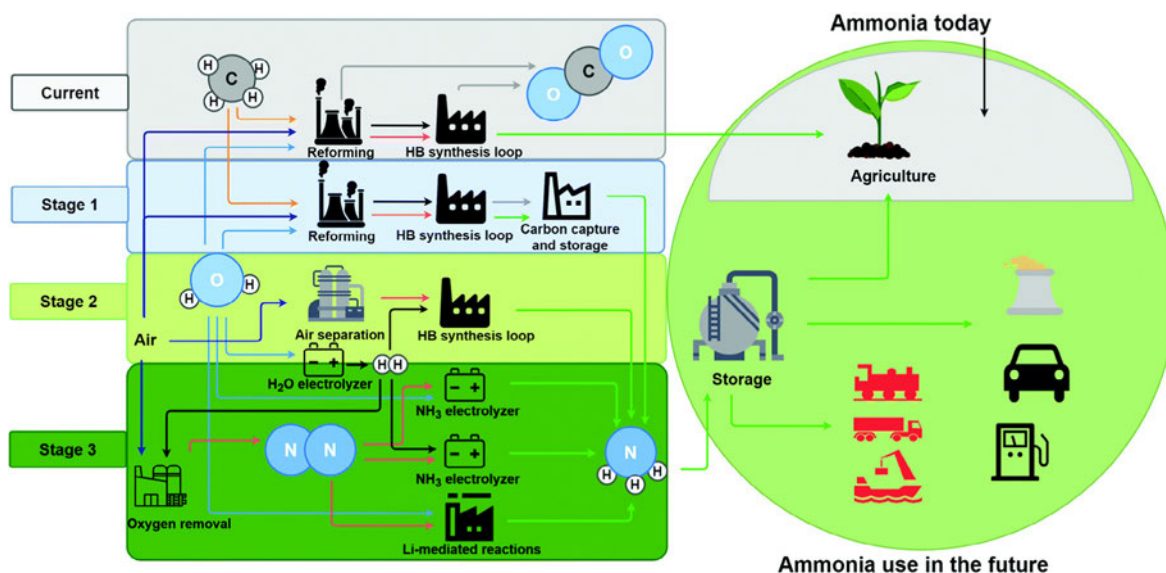 Ammonia today
Current
H
H
C
H
H
O
C
O
Reforming
HB synthesis loop
Agriculture
Stage 1
Reforming
HB synthesis loop
Carbon capture
and storage
O
H
H
Stage 2
Air
Air separation
HB synthesis loop
H₂O electrolyzer
H
H
Storage
NH₃ electrolyzer
Stage 3
N
N
N
H
H
H
NH₃ electrolyzer
Oxygen removal
Li-mediated reactions
Ammonia use in the future